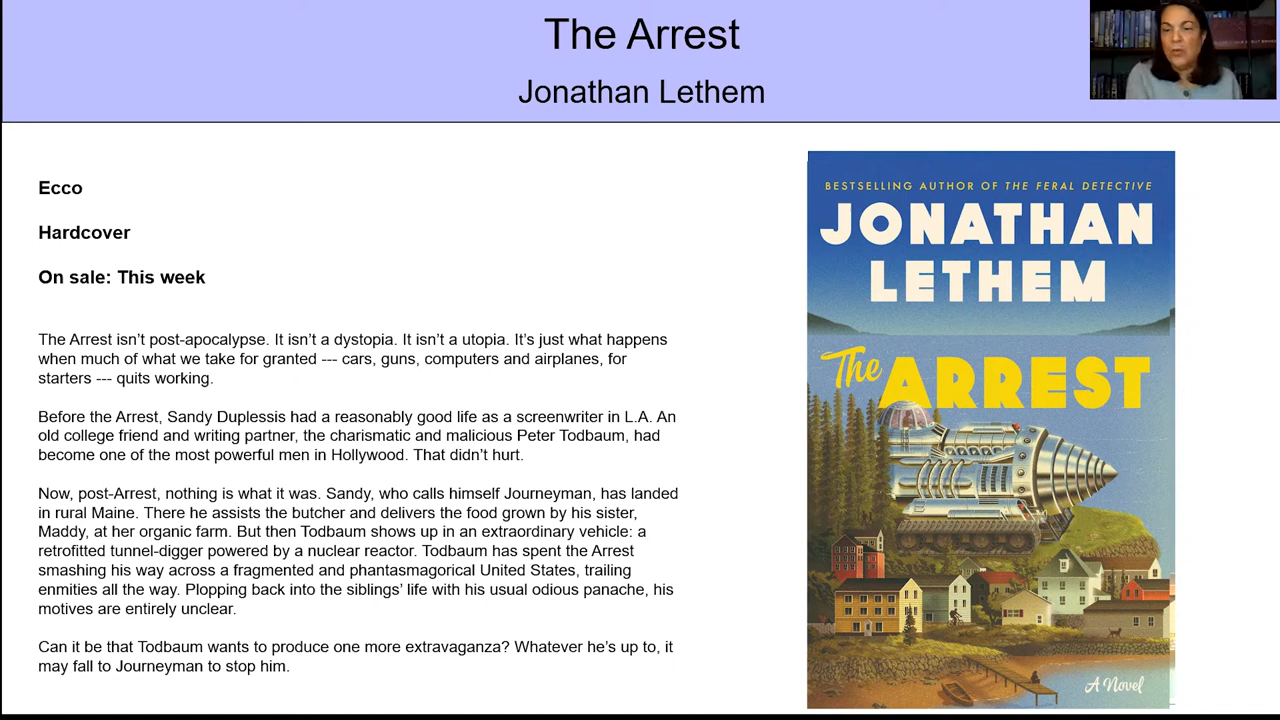 The Arrest
Jonathan Lethem
Ecco
Hardcover
On sale: This week
The Arrest isn’t post-apocalypse. It isn’t a dystopia. It isn’t a utopia. It’s just what happens
when much of what we take for granted --- cars, guns, computers and airplanes, for
starters --- quits working.
Before the Arrest, Sandy Duplessis had a reasonably good life as a screenwriter in L.A. An
old college friend and writing partner, the charismatic and malicious Peter Todbaum, had
become one of the most powerful men in Hollywood. That didn’t hurt.
Now, post-Arrest, nothing is what it was. Sandy, who calls himself Journeyman, has landed
in rural Maine. There he assists the butcher and delivers the food grown by his sister,
Maddy, at her organic farm. But then Todbaum shows up in an extraordinary vehicle: a
retrofitted tunnel-digger powered by a nuclear reactor. Todbaum has spent the Arrest
smashing his way across a fragmented and phantasmagorical United States, trailing
enmities all the way. Plopping back into the siblings’ life with his usual odious panache, his
motives are entirely unclear.
Can it be that Todbaum wants to produce one more extravaganza? Whatever he’s up to, it
may fall to Journeyman to stop him.
BESTSELLING AUTHOR OF THE FERAL DETECTIVE
JONATHAN
LETHEM
The ARREST
A Novel